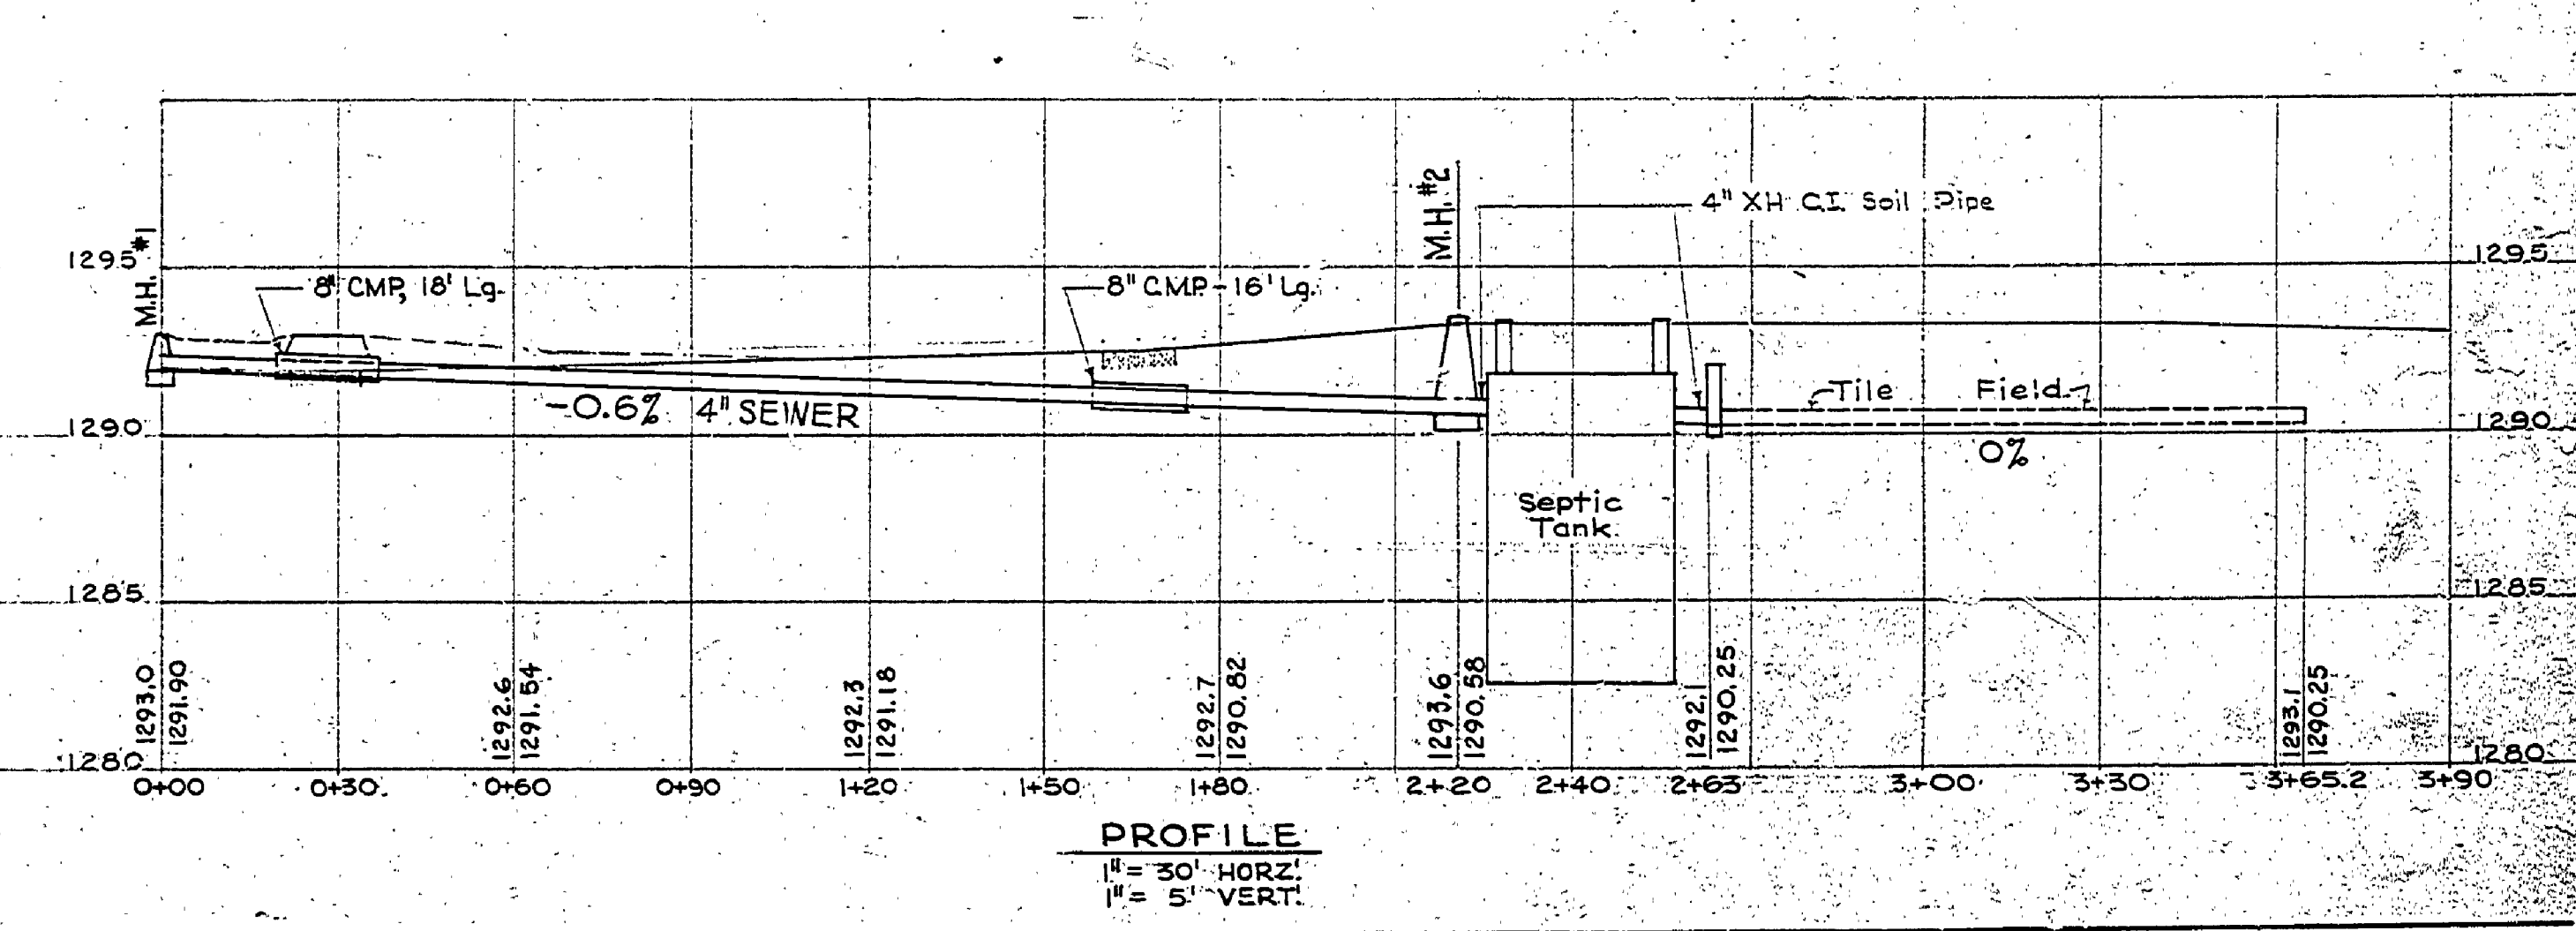 M.H. #1
M.H. #2
4" XH C.I. Soil Pipe
1295
1295
8" CMP, 18' Lg.
8" C.M.P. - 16' Lg.
Tile Field
-0.6% 4" SEWER
1290
1290
0%
Septic
Tank
1285
1285
1293.0
1291.90
1292.6
1291.54
1292.3
1291.18
1292.7
1290.82
1293.6
1290.58
1292.1
1290.25
1293.1
1290.25
1280
1280
0+00 0+30 0+60 0+90 1+20 1+50 1+80 2+20 2+40 2+63 3+00 3+30 3+65.2 3+90
PROFILE
1" = 30' HORZ.
1" = 5' VERT.